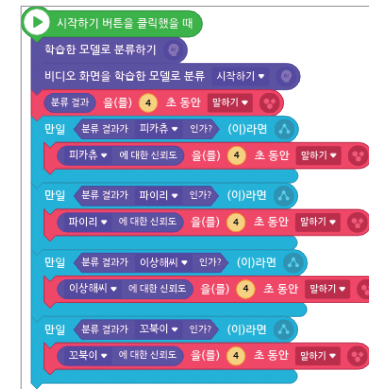 시작하기 버튼을 클릭했을 때
학습한 모델로 분류하기
비디오 화면을 학습한 모델로 분류 시작하기
분류 결과 을(를) 4 초 동안 말하기
만일 분류 결과가 피카츄 인가? (이)라면
피카츄 에 대한 신뢰도 을(를) 4 초 동안 말하기
만일 분류 결과가 파이리 인가? (이)라면
파이리 에 대한 신뢰도 을(를) 4 초 동안 말하기
만일 분류 결과가 이상해씨 인가? (이)라면
이상해씨 에 대한 신뢰도 을(를) 4 초 동안 말하기
만일 분류 결과가 꼬북이 인가? (이)라면
꼬북이 에 대한 신뢰도 을(를) 4 초 동안 말하기